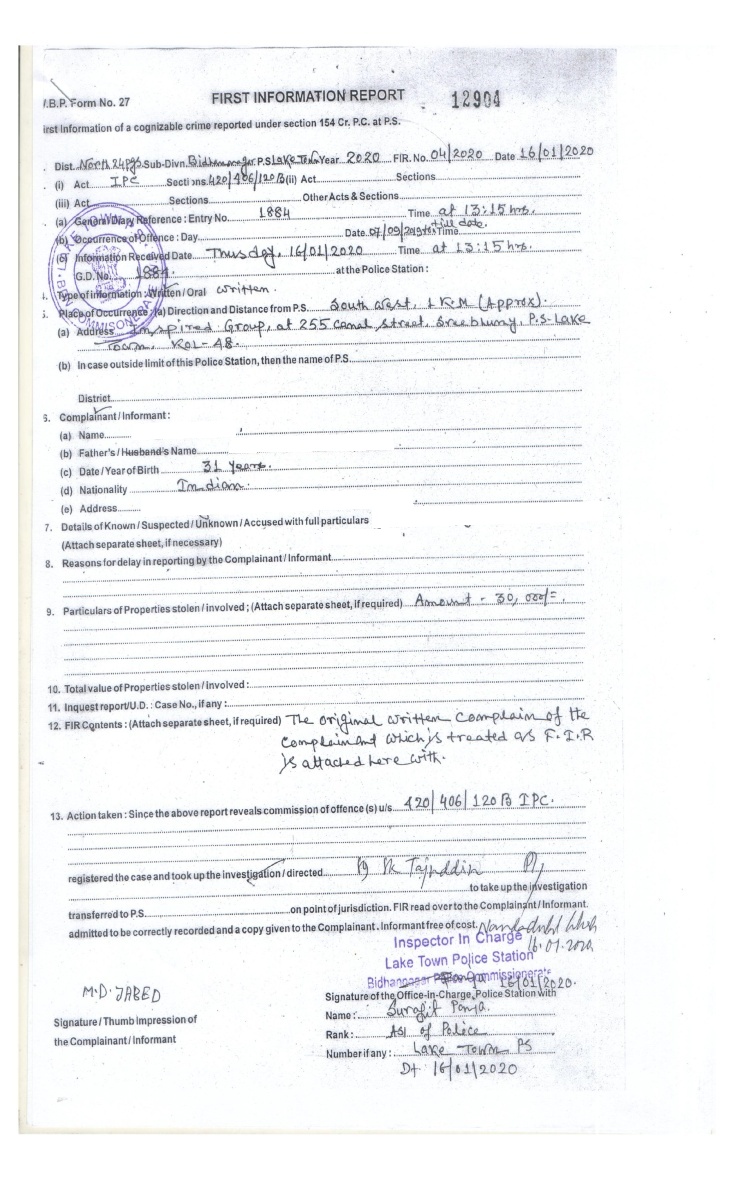 W.B.P. Form No. 27
FIRST INFORMATION REPORT
12904
First Information of a cognizable crime reported under section 154 Cr. P.C. at P.S.
Dist. North 24 Pgs Sub-Divn. Bidhannagar P.S Lake Town Year 2020 FIR. No. 04/2020 Date 16/01/2020
(i) Act IPC Sections 420/406/120B (ii) Act Sections
(iii) Act Sections Other Acts & Sections
(a) General Diary Reference : Entry No. 1884 Time at 13:15 hrs.
(b) Occurrence of Offence : Day Date 07/09/2019 Time till date.
(c) Information Received Date Thusday, 16/01/2020 Time at 13:15 hrs.
G.D. No. 1884. at the Police Station :
4. Type of information : Written / Oral written.
5. Place of Occurrence : (a) Direction and Distance from P.S. South West, 1 K.M (Approx).
(a) Address Inspired Group, at 255 canal street, Sreebhumy, P.S- Lake
Town, KOL- 48.
(b) In case outside limit of this Police Station, then the name of P.S.
District
6. Complainant / Informant :
(a) Name
(b) Father's / Husband's Name
(c) Date / Year of Birth 31 Years.
(d) Nationality Indian.
(e) Address
7. Details of Known / Suspected / Unknown / Accused with full particulars
(Attach separate sheet, if necessary)
8. Reasons for delay in reporting by the Complainant / Informant
9. Particulars of Properties stolen / involved ; (Attach separate sheet, if required) Amount - 30,000/=.
10. Total value of Properties stolen / involved :
11. Inquest report/U.D. : Case No., if any :
12. FIR Contents : (Attach separate sheet, if required) The original written complain of the
complainant which is treated as F.I.R
is attached here with.
13. Action taken : Since the above report reveals commission of offence (s) u/s. 420/406/120B IPC.
registered the case and took up the investigation / directed Sk Tajuddin
to take up the investigation
transferred to P.S. on point of jurisdiction. FIR read over to the Complainant / Informant.
admitted to be correctly recorded and a copy given to the Complainant. Informant free of cost.
16.01.2020
Inspector In Charge
Lake Town Police Station
Bidhannagar Commissionerate
16/01/2020.
M.D. JABED
Signature of the Office-in-Charge, Police Station with
Name : Surajit Panja.
Signature / Thumb impression of
Rank : ASI of Police
the Complainant / Informant
Number if any : Lake Town PS
Dt 16/01/2020